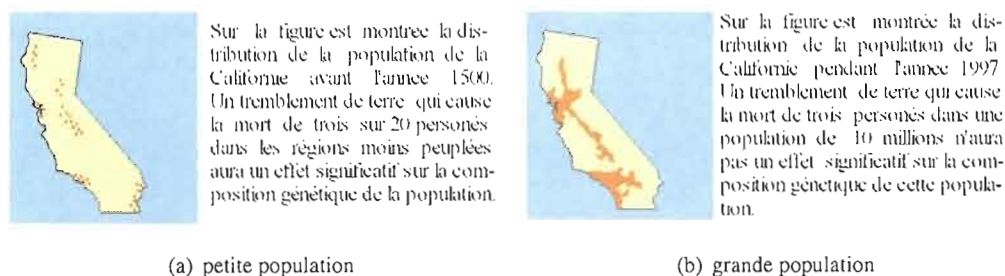 Sur la figure est montrée la dis-
tribution de la population de la
Californie avant l'annee 1500.
Un tremblement de terre qui cause
la mort de trois sur 20 personés
dans les régions moins peuplées
aura un effet significatif sur la com-
position génétique de la population.
(a) petite population
Sur la figure est montrée la dis-
tribution de la population de la
Californie pendant l'annee 1997
Un tremblement de terre qui cause
la mort de trois personés dans une
population de 10 millions n'aura
pas un effet significatif sur la com-
position génetique de cette popula-
tion.
(b) grande population